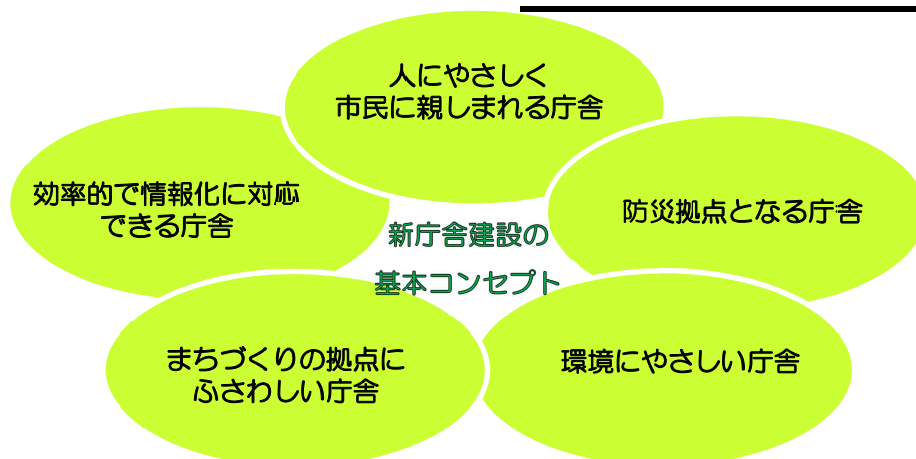 人にやさしく
市民に親しまれる庁舎
効率的で情報化に対応
できる庁舎
防災拠点となる庁舎
新庁舎建設の
基本コンセプト
まちづくりの拠点に
ふさわしい庁舎
環境にやさしい庁舎